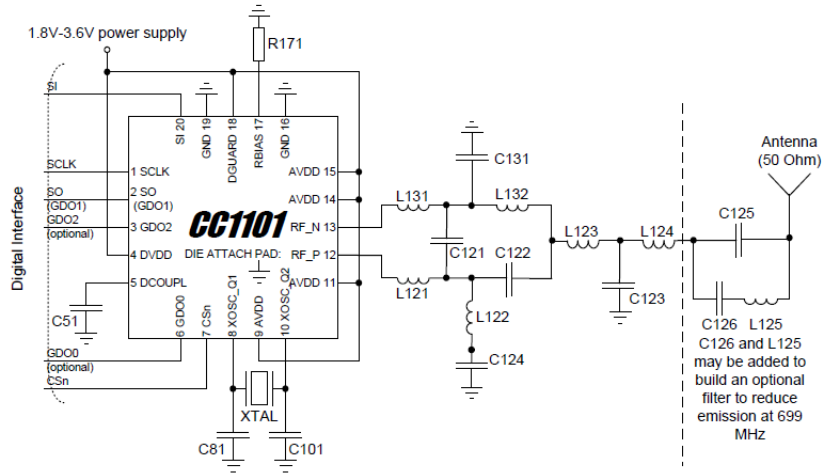 1.8V-3.6V power supply
R171
Digital Interface
SI
SI 20
GND 19
DGUARD 18
RBIAS 17
GND 16
Antenna
(50 Ohm)
C131
SCLK
1 SCLK
AVDD 15
SO
(GDO1)
2 SO
(GDO1)
AVDD 14
L131
L132
GDO2
(optional)
3 GDO2
CC1101
RF_N 13
L123
L124
C125
DIE ATTACH PAD:
C121
C122
4 DVDD
RF_P 12
5 DCOUPL
AVDD 11
L121
C123
C126
L125
C51
6 GDO0
7 CSn
8 XOSC_Q1
9 AVDD
10 XOSC_Q2
L122
C124
GDO0
(optional)
CSn
XTAL
C81
C101
C126 and L125
may be added to
build an optional
filter to reduce
emission at 699
MHz